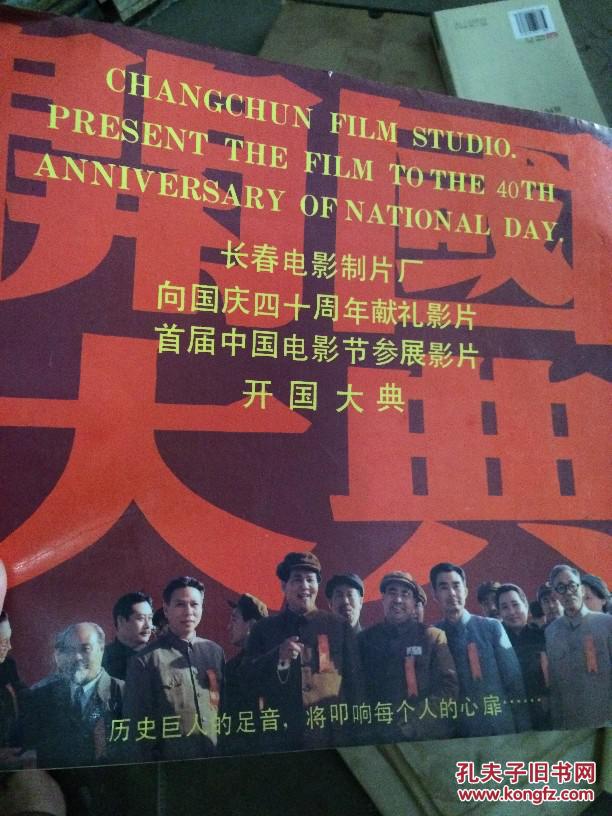 開國
大典
CHANGCHUN FILM STUDIO.
PRESENT THE FILM TO THE 40TH
ANNIVERSARY OF NATIONAL DAY.
长春电影制片厂
向国庆四十周年献礼影片
首届中国电影节参展影片
开国大典
历史巨人的足音，将叩响每个人的心扉……
孔夫子旧书网
www.kongfz.com